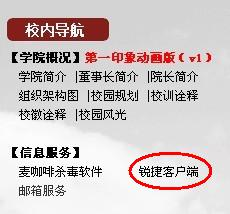 校内导航
【学院概况】第一印象动画版（v1）
学院简介 |董事长简介 |院长简介
组织架构图 |校园规划 |校训诠释
校徽诠释 |校园风光
【信息服务】
麦咖啡杀毒软件 锐捷客户端
邮箱服务